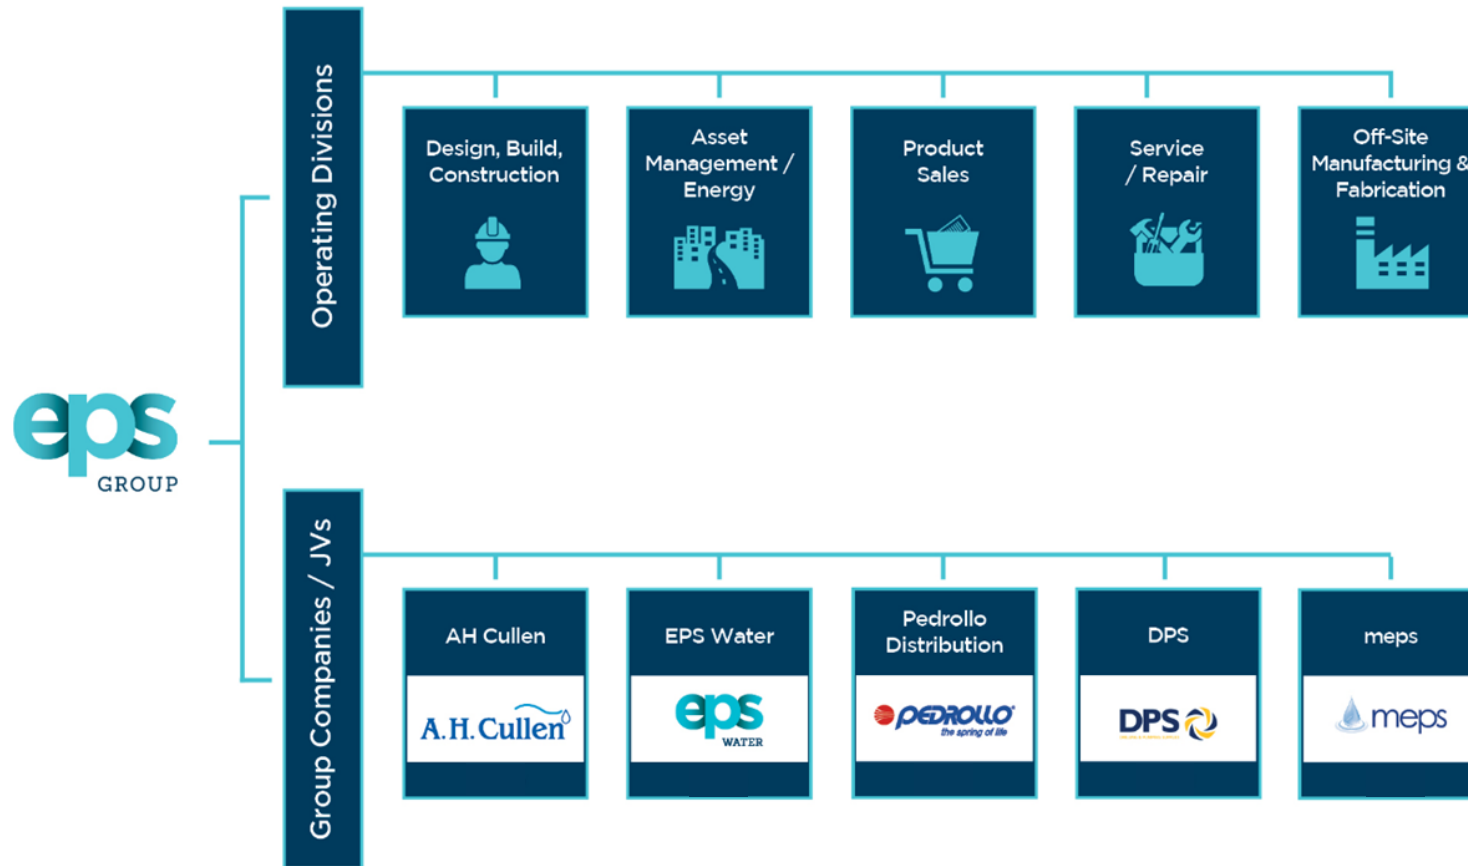 Operating Divisions
Design, Build,
Construction
Asset
Management /
Energy
Product
Sales
Service
/ Repair
Off-Site
Manufacturing &
Fabrication
eps
GROUP
Group Companies / JVs
AH Cullen
A.H.Cullen
EPS Water
eps
WATER
Pedrollo
Distribution
PEDROLLO
the spring of life
DPS
DPS
meps
meps